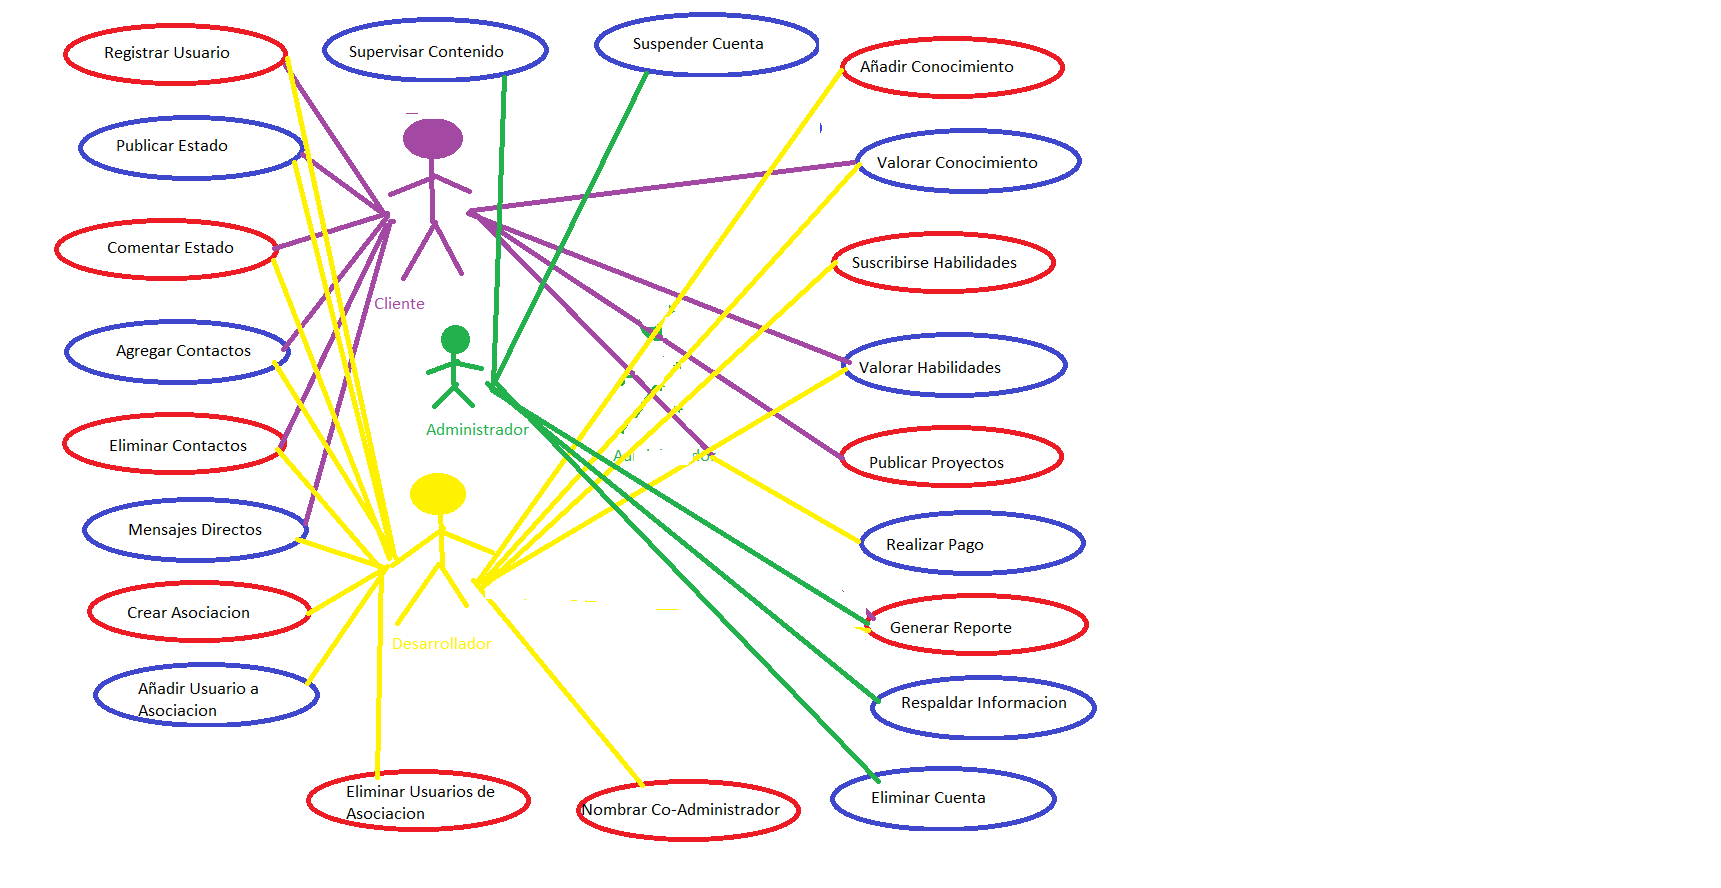 Registrar Usuario
Supervisar Contenido
Suspender Cuenta
Añadir Conocimiento
Publicar Estado
Valorar Conocimiento
Comentar Estado
Suscribirse Habilidades
Cliente
Agregar Contactos
Valorar Habilidades
Administrador
Eliminar Contactos
Publicar Proyectos
Mensajes Directos
Realizar Pago
Crear Asociacion
Generar Reporte
Desarrollador
Añadir Usuario a
Asociacion
Respaldar Informacion
Eliminar Usuarios de
Asociacion
Nombrar Co-Administrador
Eliminar Cuenta